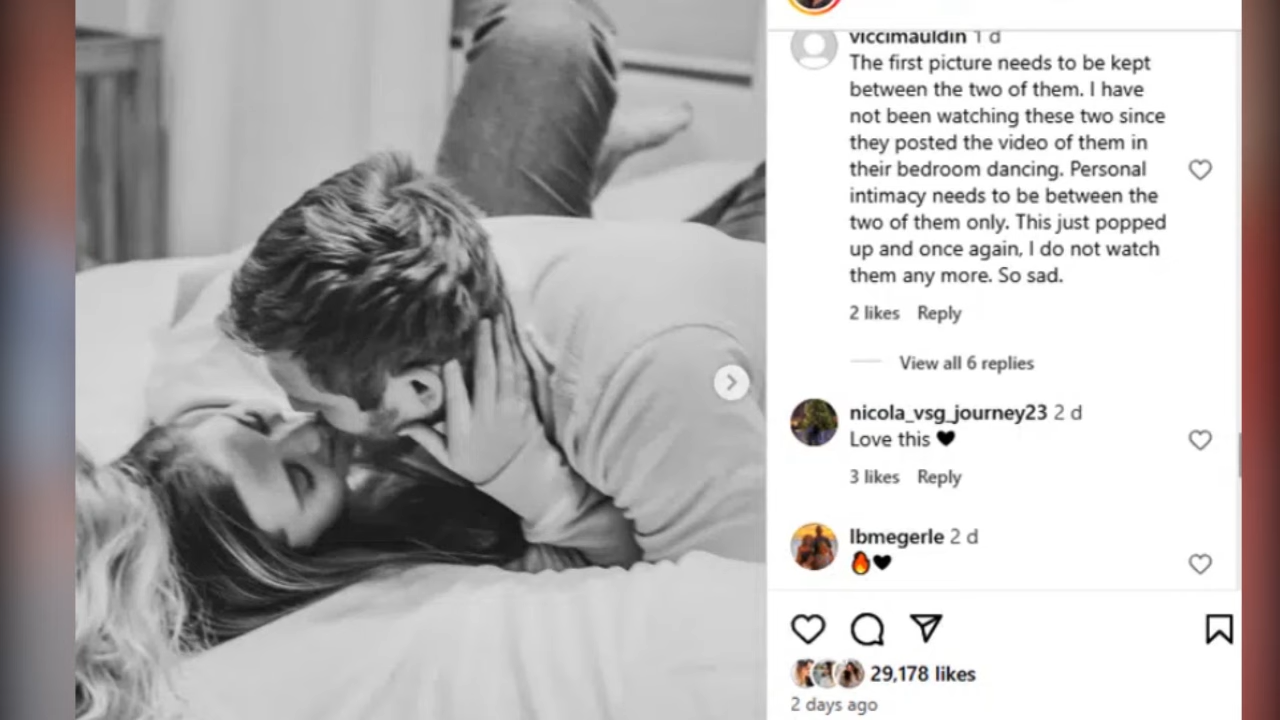 viccimauldin 1 d
The first picture needs to be kept
between the two of them. I have
not been watching these two since
they posted the video of them in
their bedroom dancing. Personal
intimacy needs to be between the
two of them only. This just popped
up and once again, I do not watch
them any more. So sad.
2 likes Reply
View all 6 replies
nicola_vsg_journey23 2 d
Love this 🖤
3 likes Reply
lbmegerle 2 d
🔥🖤
29,178 likes
2 days ago